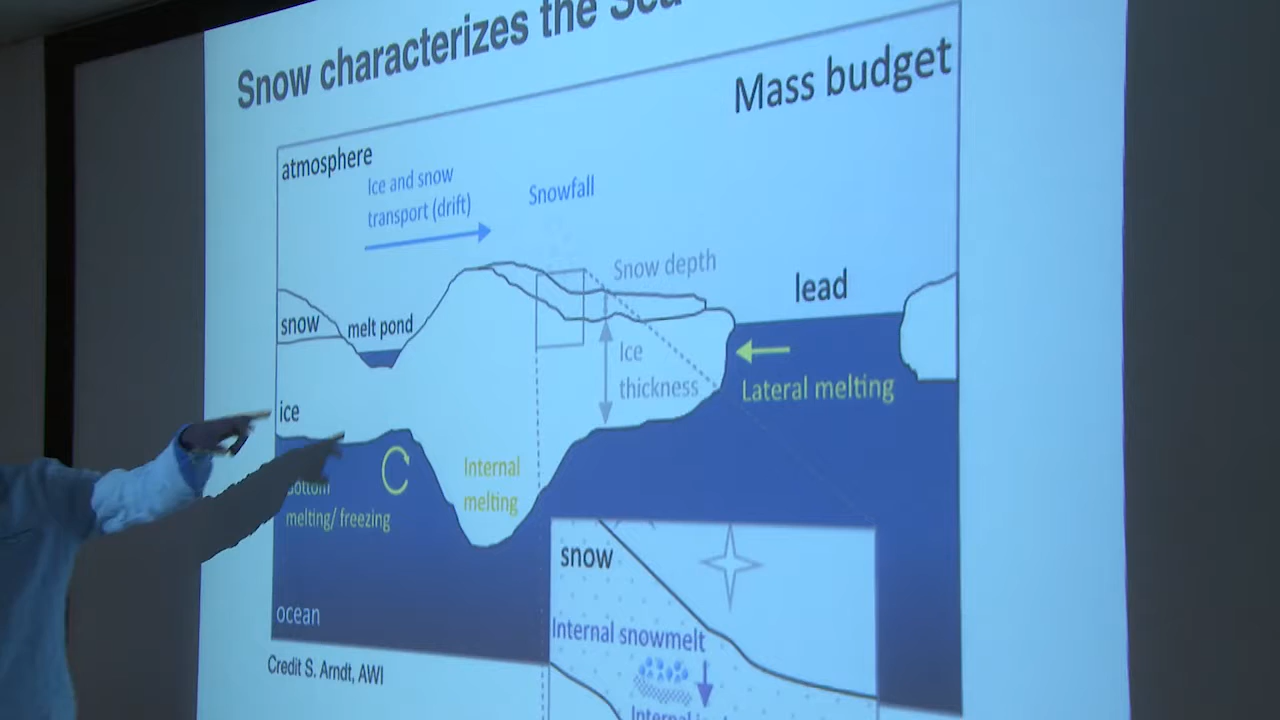 Snow characterizes the Sea
Mass budget
atmosphere
Ice and snow
transport (drift)
Snowfall
Snow depth
lead
snow
melt pond
Ice
thickness
Lateral melting
ice
Internal
melting
Bottom
melting/ freezing
ocean
snow
Internal snowmelt
Internal
Credit S. Arndt, AWI